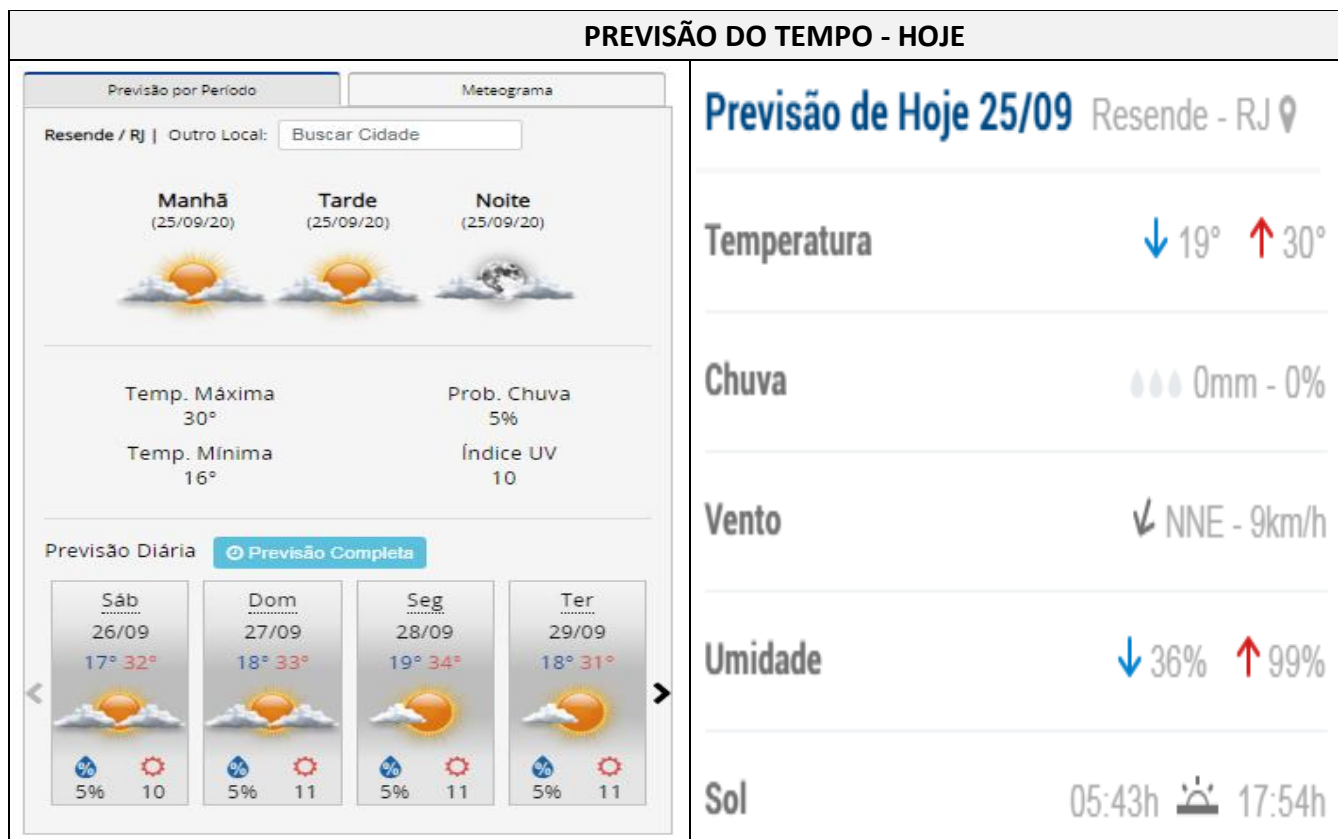 PREVISÃO DO TEMPO - HOJE
Previsão por Período Meteograma
Resende / RJ | Outro Local: Buscar Cidade
Manhã Tarde Noite
(25/09/20) (25/09/20) (25/09/20)
Temp. Máxima Prob. Chuva
30° 5%
Temp. Mínima Índice UV
16° 10
Previsão Diária Previsão Completa
Sáb Dom Seg Ter
26/09 27/09 28/09 29/09
17° 32° 18° 33° 19° 34° 18° 31°
% % % %
5% 10 5% 11 5% 11 5% 11
Previsão de Hoje 25/09 Resende - RJ
Temperatura 19° 30°
Chuva 0mm - 0%
Vento NNE - 9km/h
Umidade 36% 99%
Sol 05:43h 17:54h